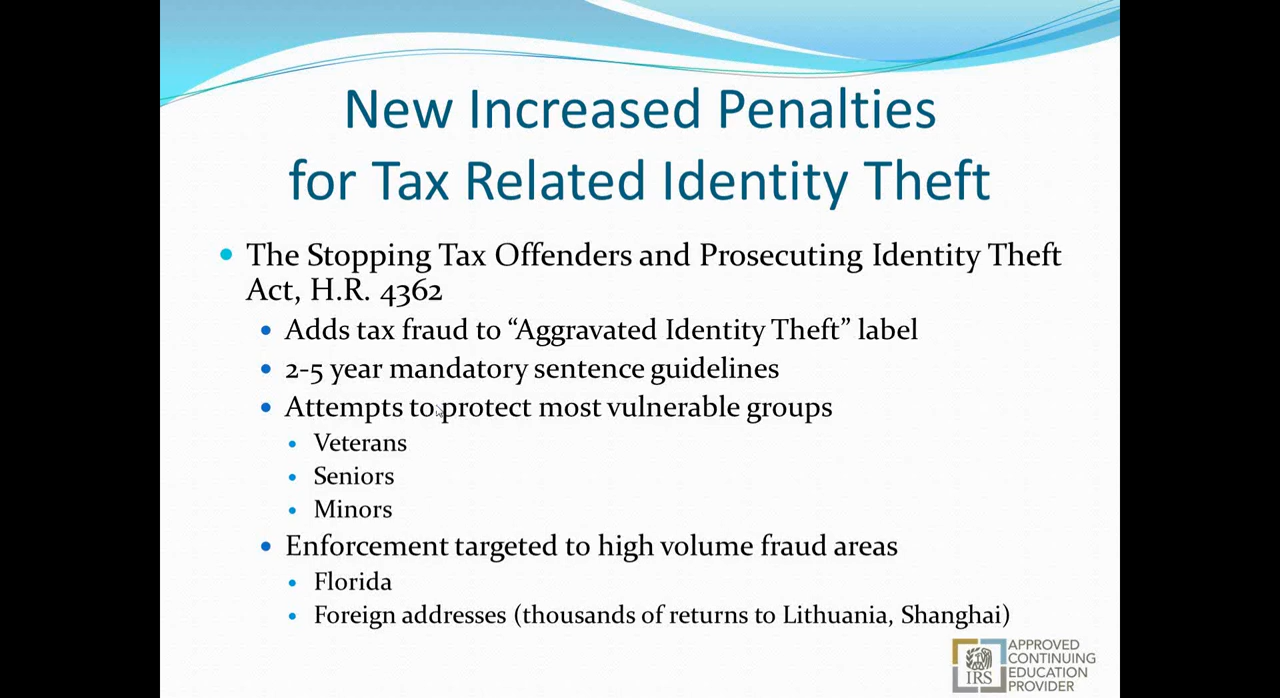 New Increased Penalties
for Tax Related Identity Theft
The Stopping Tax Offenders and Prosecuting Identity Theft
Act, H.R. 4362
Adds tax fraud to “Aggravated Identity Theft” label
2-5 year mandatory sentence guidelines
Attempts to protect most vulnerable groups
Veterans
Seniors
Minors
Enforcement targeted to high volume fraud areas
Florida
Foreign addresses (thousands of returns to Lithuania, Shanghai)
IRS
APPROVED
CONTINUING
EDUCATION
PROVIDER